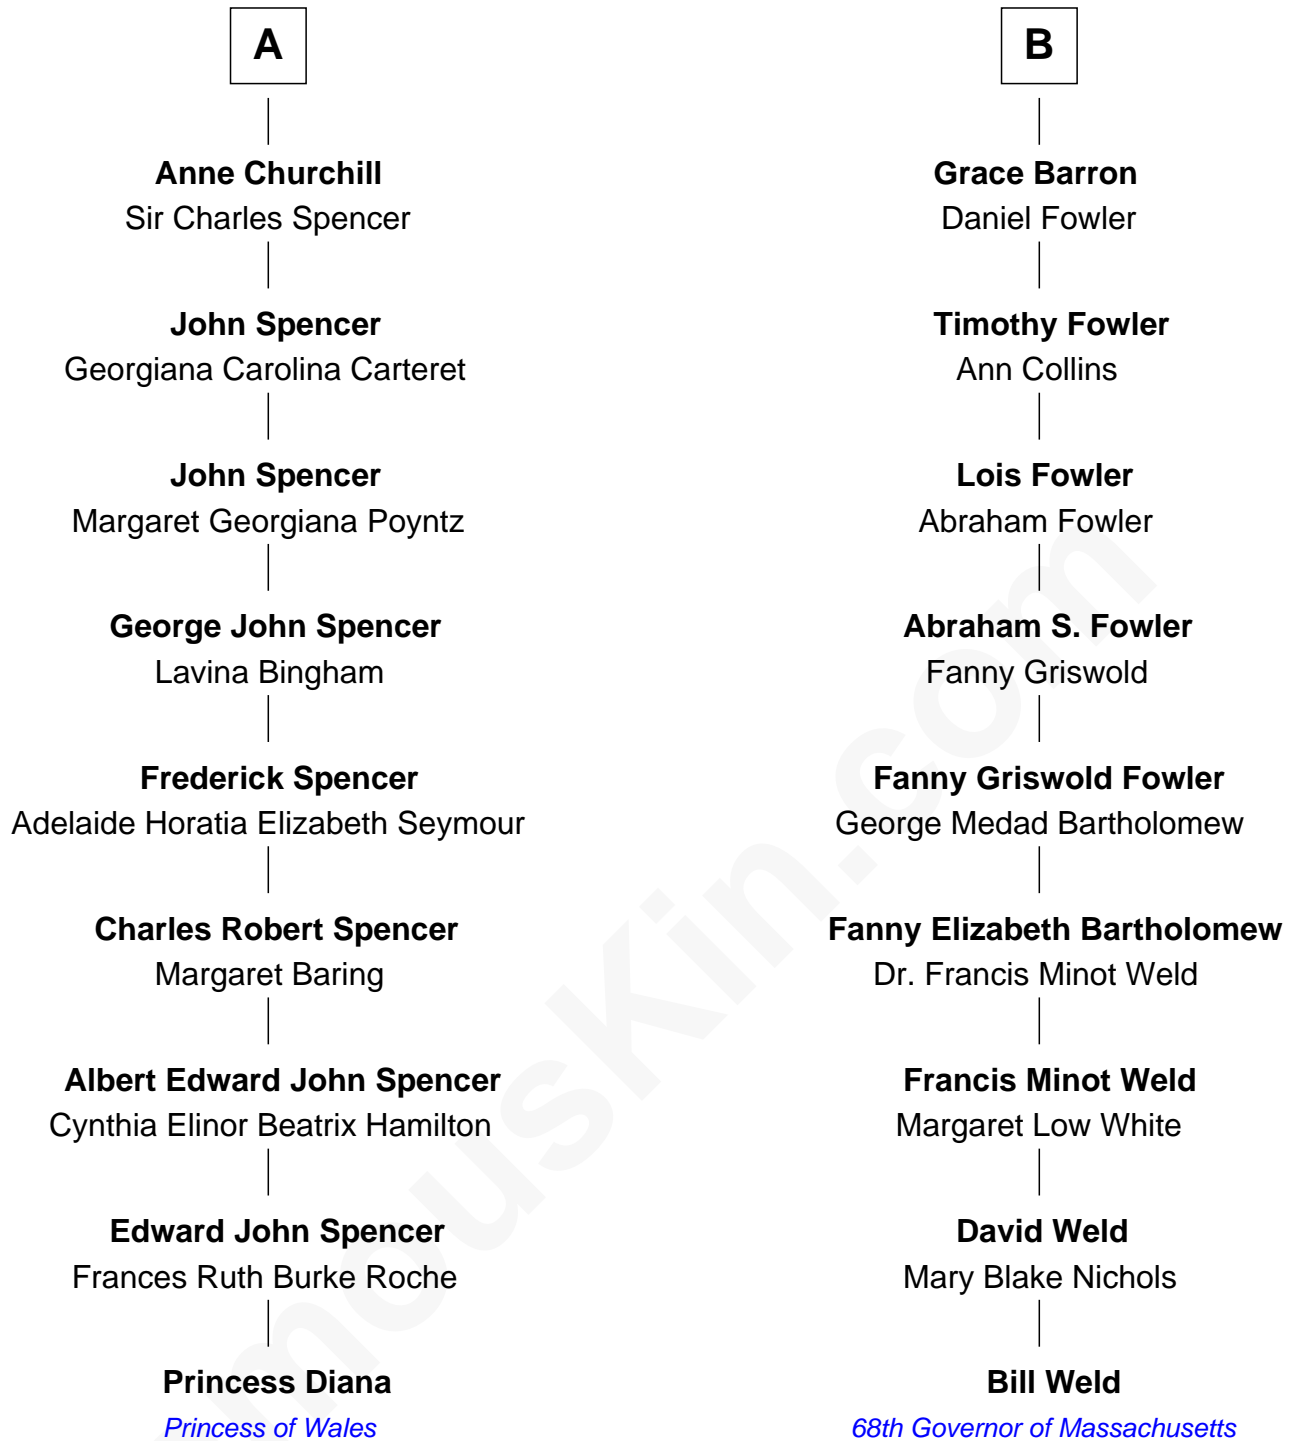 A
Anne Churchill
Sir Charles Spencer
John Spencer
Georgiana Carolina Carteret
John Spencer
Margaret Georgiana Poyntz
George John Spencer
Lavina Bingham
Frederick Spencer
Adelaide Horatia Elizabeth Seymour
Charles Robert Spencer
Margaret Baring
Albert Edward John Spencer
Cynthia Elinor Beatrix Hamilton
Edward John Spencer
Frances Ruth Burke Roche
Princess Diana
Princess of Wales
B
Grace Barron
Daniel Fowler
Timothy Fowler
Ann Collins
Lois Fowler
Abraham Fowler
Abraham S. Fowler
Fanny Griswold
Fanny Griswold Fowler
George Medad Bartholomew
Fanny Elizabeth Bartholomew
Dr. Francis Minot Weld
Francis Minot Weld
Margaret Low White
David Weld
Mary Blake Nichols
Bill Weld
68th Governor of Massachusetts
mousKin.com